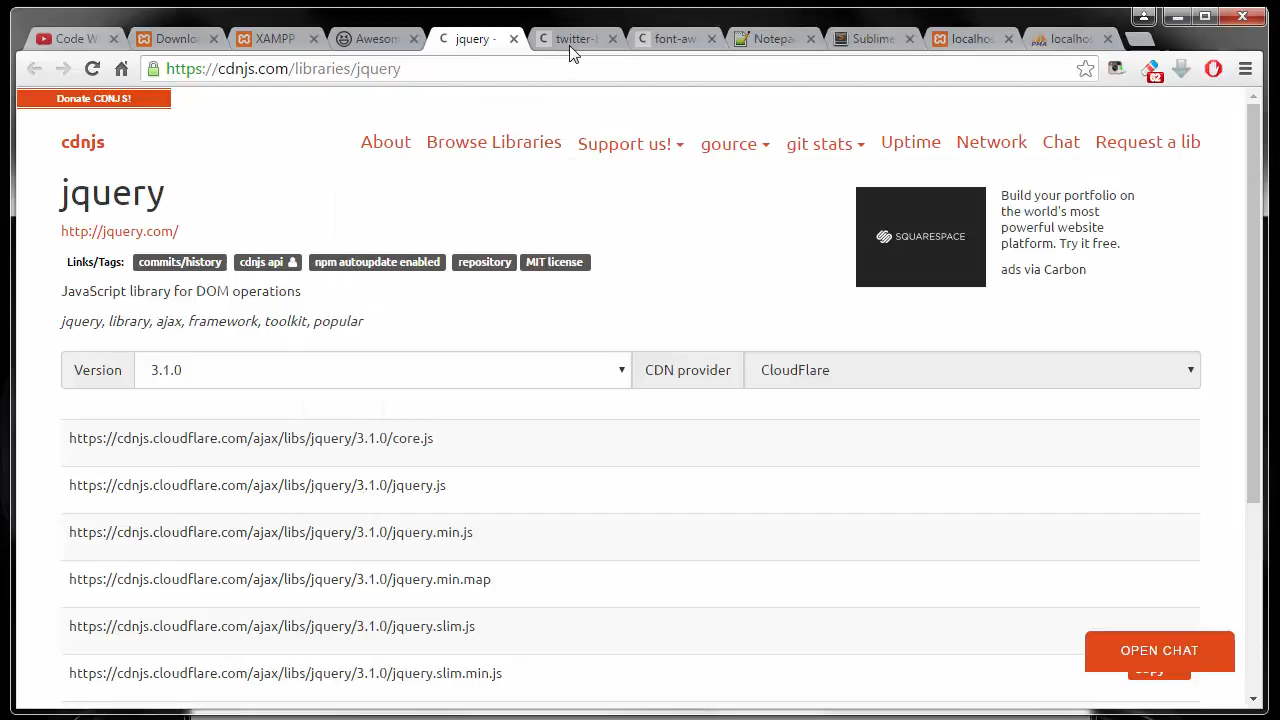 Code W
Downlo
XAMPP
Awesom
jquery -
twitter-
font-aw
Notep
Sublime
localho
localho
https://cdnjs.com/libraries/jquery
62
Donate CDNJS!
cdnjs
About
Browse Libraries
Support us!
gource
git stats
Uptime
Network
Chat
Request a lib
jquery
http://jquery.com/
Links/Tags: commits/history cdnjs api npm autoupdate enabled repository MIT license
JavaScript library for DOM operations
jquery, library, ajax, framework, toolkit, popular
SQUARESPACE
Build your portfolio on
the world's most
powerful website
platform. Try it free.
ads via Carbon
Version 3.1.0 CDN provider CloudFlare
https://cdnjs.cloudflare.com/ajax/libs/jquery/3.1.0/core.js
https://cdnjs.cloudflare.com/ajax/libs/jquery/3.1.0/jquery.js
https://cdnjs.cloudflare.com/ajax/libs/jquery/3.1.0/jquery.min.js
https://cdnjs.cloudflare.com/ajax/libs/jquery/3.1.0/jquery.min.map
https://cdnjs.cloudflare.com/ajax/libs/jquery/3.1.0/jquery.slim.js
https://cdnjs.cloudflare.com/ajax/libs/jquery/3.1.0/jquery.slim.min.js
OPEN CHAT